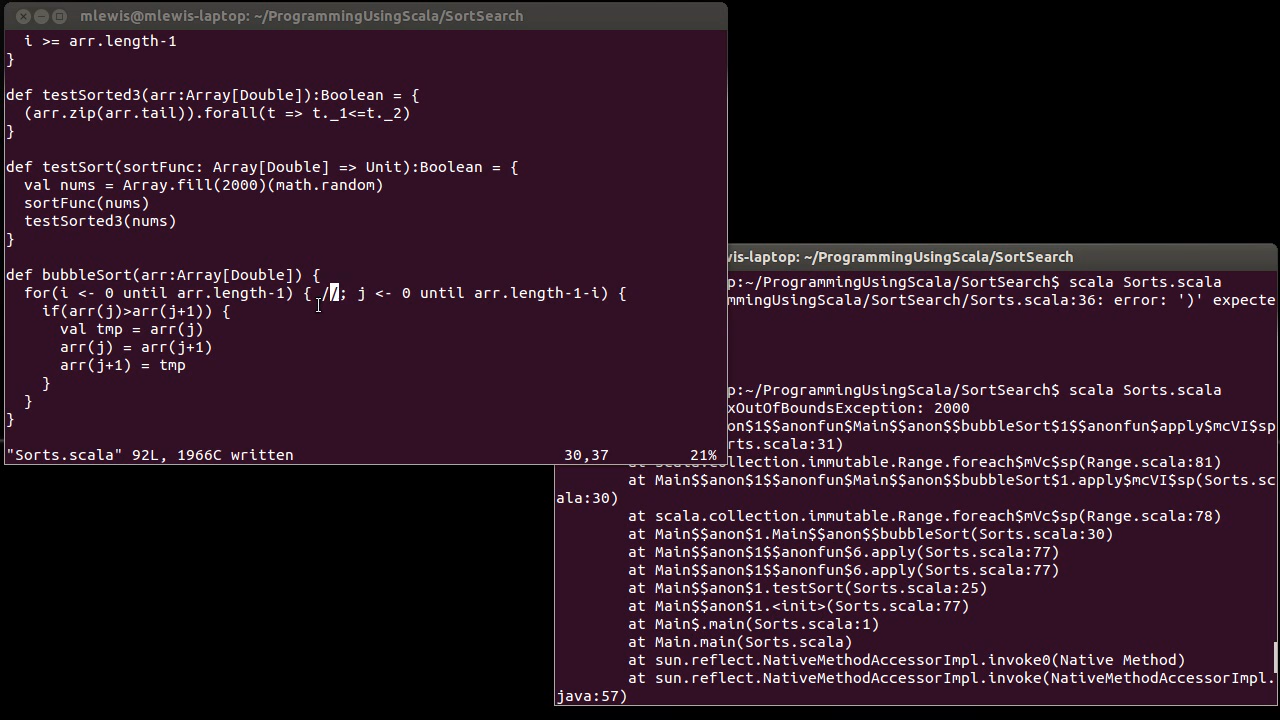 mlewis@mlewis-laptop: ~/ProgrammingUsingScala/SortSearch
i >= arr.length-1
}
def testSorted3(arr:Array[Double]):Boolean = {
(arr.zip(arr.tail)).forall(t => t._1<=t._2)
}
def testSort(sortFunc: Array[Double] => Unit):Boolean = {
val nums = Array.fill(2000)(math.random)
sortFunc(nums)
testSorted3(nums)
}
def bubbleSort(arr:Array[Double]) {
for(i <- 0 until arr.length-1) { //; j <- 0 until arr.length-1-i) {
if(arr(j)>arr(j+1)) {
val tmp = arr(j)
arr(j) = arr(j+1)
arr(j+1) = tmp
}
}
}
"Sorts.scala" 92L, 1966C written 30,37 21%
wis-laptop: ~/ProgrammingUsingScala/SortSearch
p:~/ProgrammingUsingScala/SortSearch$ scala Sorts.scala
mmingUsingScala/SortSearch/Sorts.scala:36: error: ')' expecte
p:~/ProgrammingUsingScala/SortSearch$ scala Sorts.scala
xOutOfBoundsException: 2000
anon$1$$anonfun$Main$$anon$$bubbleSort$1$$anonfun$apply$mcVI$sp
rts.scala:31)
at scala.collection.immutable.Range.foreach$mVc$sp(Range.scala:81)
at Main$$anon$1$$anonfun$Main$$anon$$bubbleSort$1.apply$mcVI$sp(Sorts.sc
ala:30)
at scala.collection.immutable.Range.foreach$mVc$sp(Range.scala:78)
at Main$$anon$1.Main$$anon$$bubbleSort(Sorts.scala:30)
at Main$$anon$1$$anonfun$6.apply(Sorts.scala:77)
at Main$$anon$1$$anonfun$6.apply(Sorts.scala:77)
at Main$$anon$1.testSort(Sorts.scala:25)
at Main$$anon$1.<init>(Sorts.scala:77)
at Main$.main(Sorts.scala:1)
at Main.main(Sorts.scala)
at sun.reflect.NativeMethodAccessorImpl.invoke0(Native Method)
at sun.reflect.NativeMethodAccessorImpl.invoke(NativeMethodAccessorImpl.
java:57)